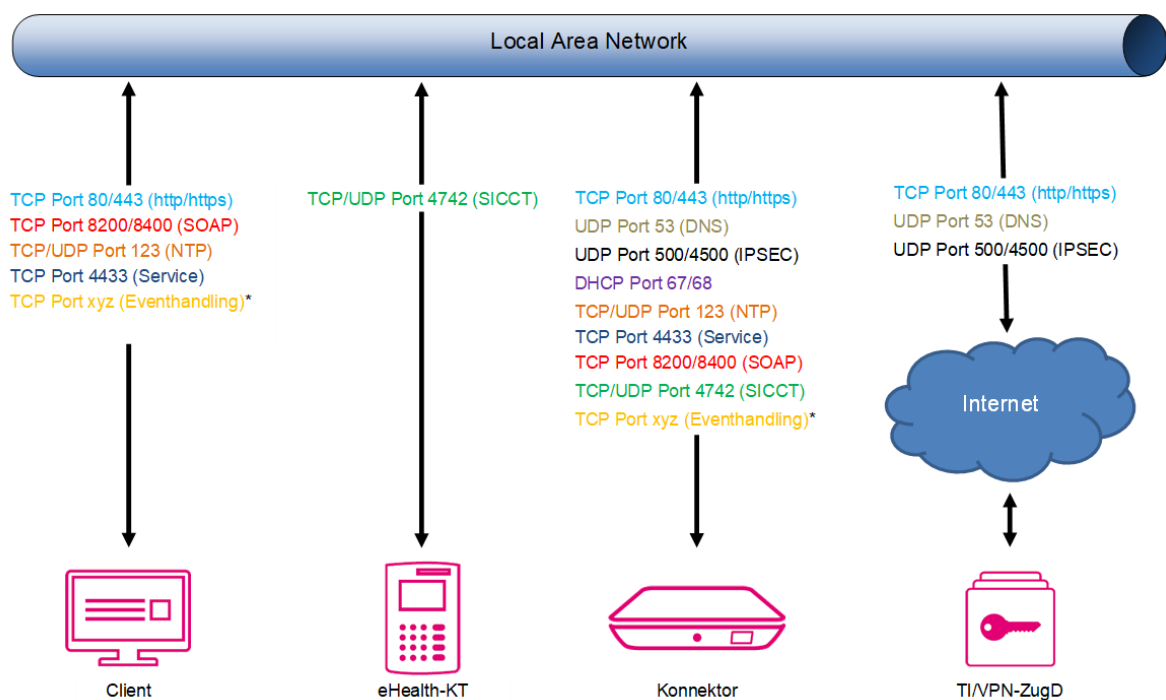 Local Area Network
TCP Port 80/443 (http/https)
TCP Port 8200/8400 (SOAP)
TCP/UDP Port 123 (NTP)
TCP Port 4433 (Service)
TCP Port xyz (Eventhandling)*
TCP/UDP Port 4742 (SICCT)
TCP Port 80/443 (http/https)
UDP Port 53 (DNS)
UDP Port 500/4500 (IPSEC)
DHCP Port 67/68
TCP/UDP Port 123 (NTP)
TCP Port 4433 (Service)
TCP Port 8200/8400 (SOAP)
TCP/UDP Port 4742 (SICCT)
TCP Port xyz (Eventhandling)*
TCP Port 80/443 (http/https)
UDP Port 53 (DNS)
UDP Port 500/4500 (IPSEC)
Internet
Client
eHealth-KT
Konnektor
TI/VPN-ZugD